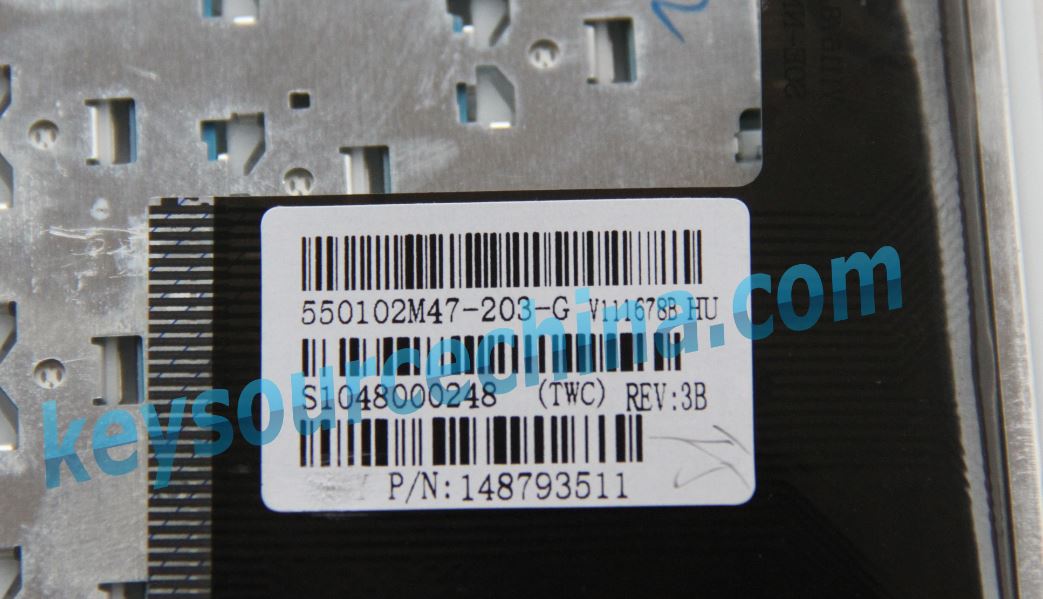 550102M47-203-G V111678B HU
S1048000248 (TWC) REV:3B
P/N:148793511
keysourcechina.com